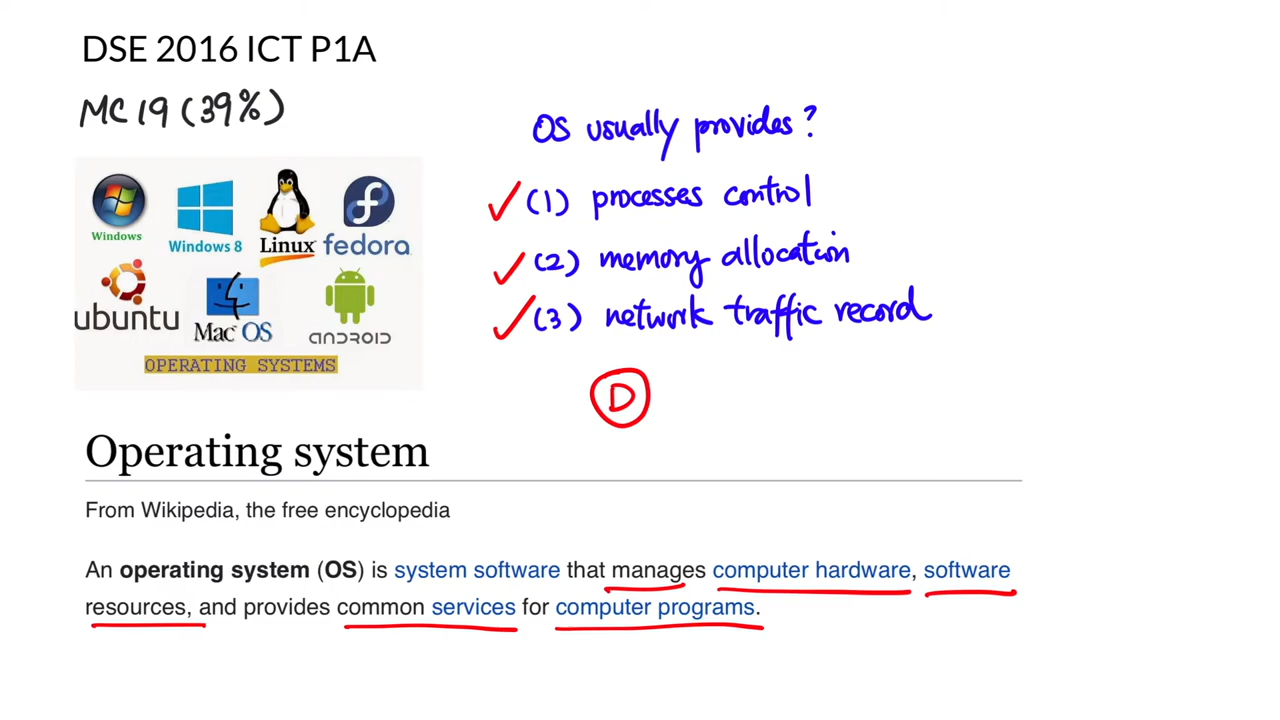 DSE 2016 ICT P1A
MC 19 (39%)
OS usually provides?
(1) processes control
(2) memory allocation
(3) network traffic record
D
Windows
Windows 8
Linux
fedora
ubuntu
Mac OS
ANDROID
OPERATING SYSTEMS
Operating system
From Wikipedia, the free encyclopedia
An operating system (OS) is system software that manages computer hardware, software
resources, and provides common services for computer programs.